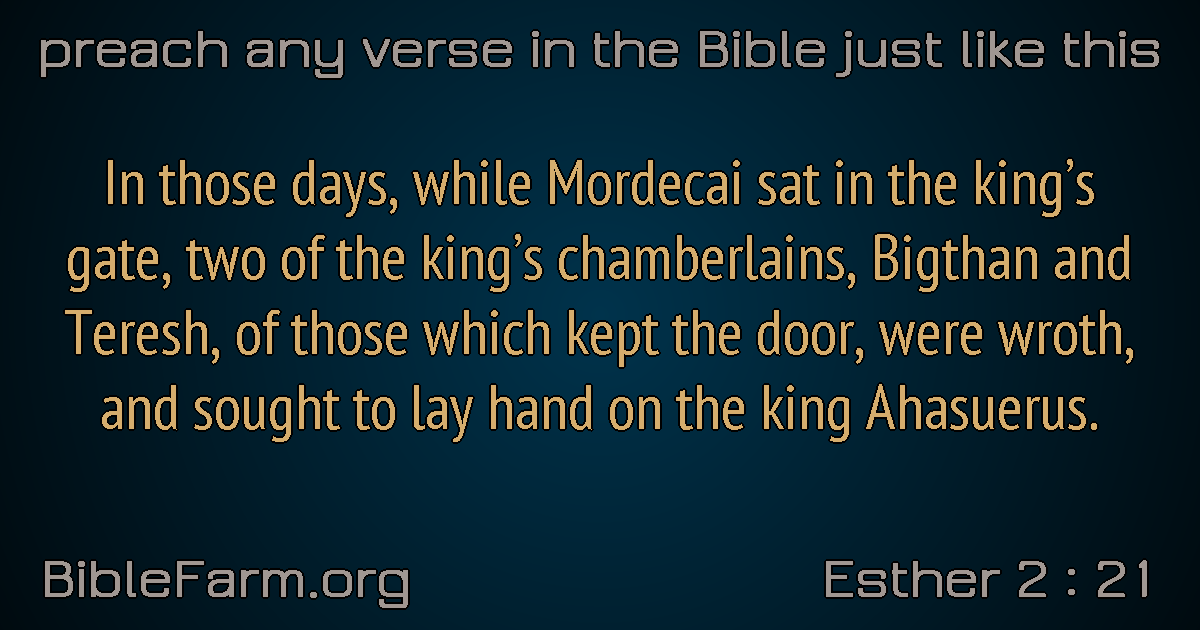 preach any verse in the Bible just like this
In those days, while Mordecai sat in the king’s
gate, two of the king’s chamberlains, Bigthan and
Teresh, of those which kept the door, were wroth,
and sought to lay hand on the king Ahasuerus.
BibleFarm.org
Esther 2 : 21